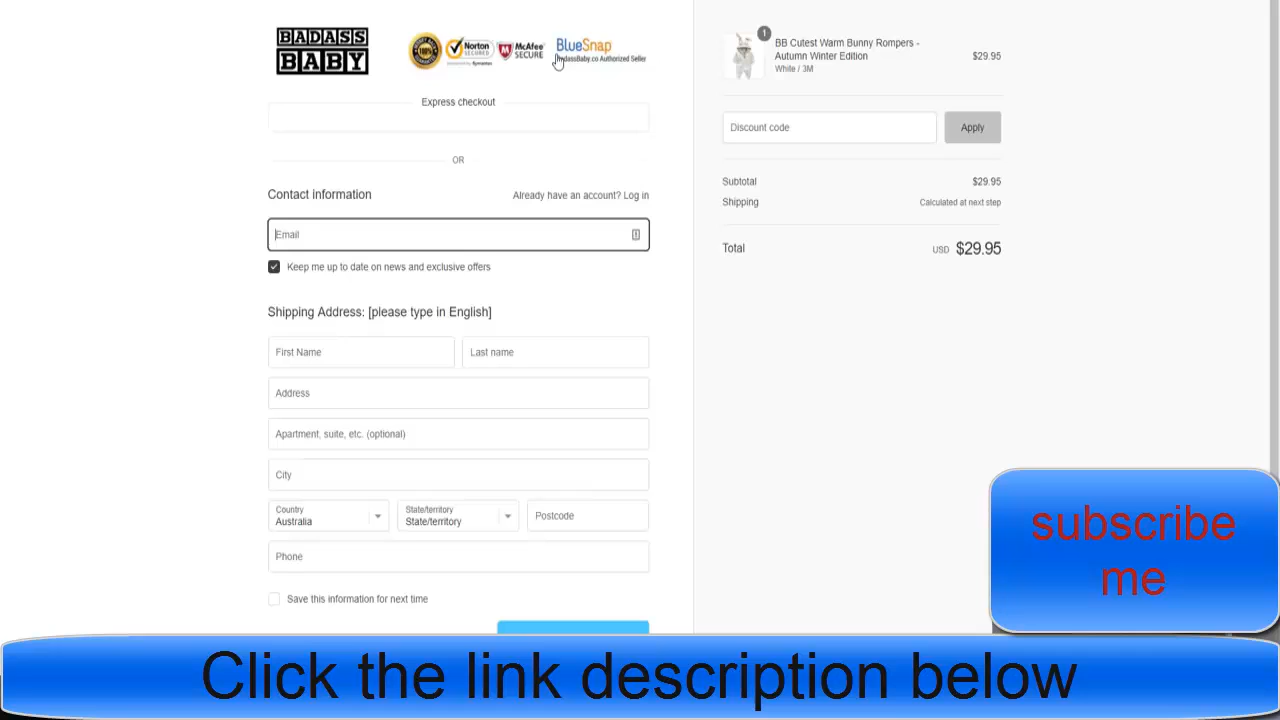 BADASS
BABY
100%
Norton
SECURED
McAfee
SECURE
BlueSnap
BadassBaby.co Authorized Seller
Express checkout
OR
Contact information
Already have an account? Log in
Email
Keep me up to date on news and exclusive offers
Shipping Address: [please type in English]
First Name
Last name
Address
Apartment, suite, etc. (optional)
City
Country
Australia
State/territory
State/territory
Postcode
Phone
Save this information for next time
1
BB Cutest Warm Bunny Rompers -
Autumn Winter Edition
White / 3M
$29.95
Discount code
Apply
Subtotal
$29.95
Shipping
Calculated at next step
Total
USD $29.95
subscribe
me
Click the link description below